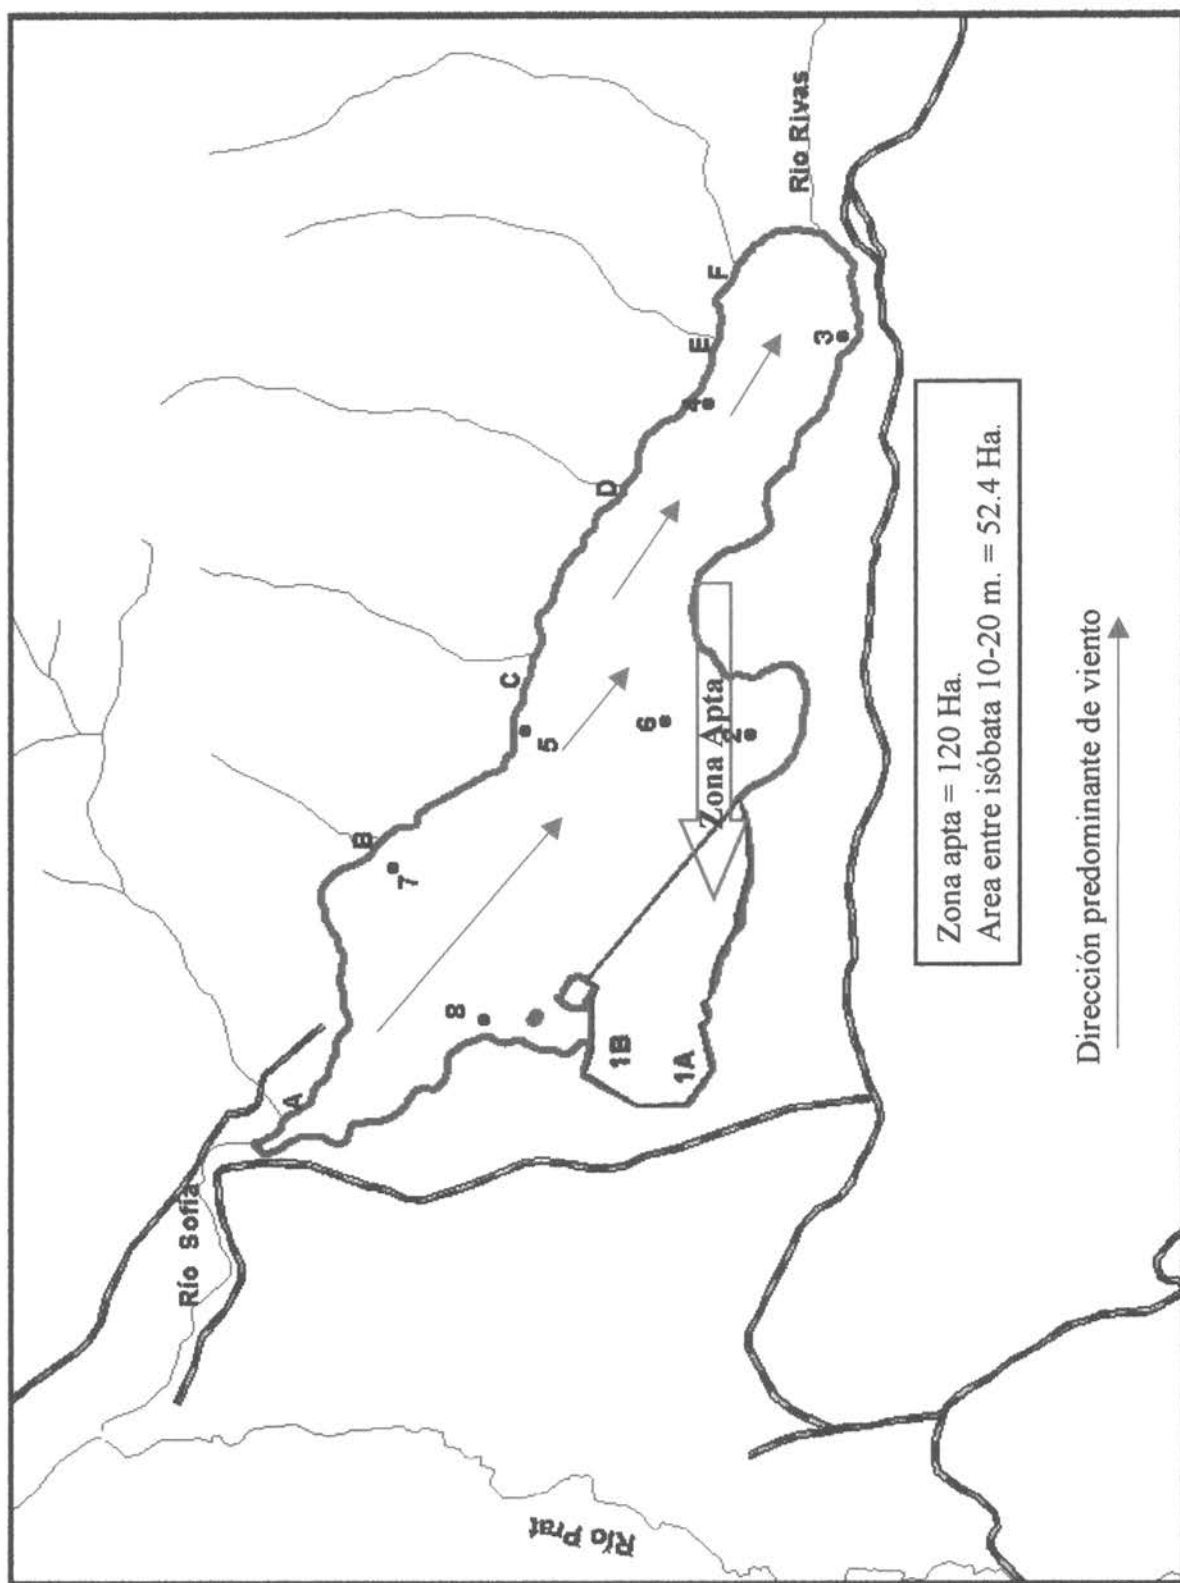 Río Sofía
A
B
7
8
C
5
Río Prat
D
1B
6
1A
4
E
Zona Apta
F
2
Rio Rivas
3
Zona apta = 120 Ha.
Area entre isóbata 10-20 m. = 52.4 Ha.
Dirección predominante de viento